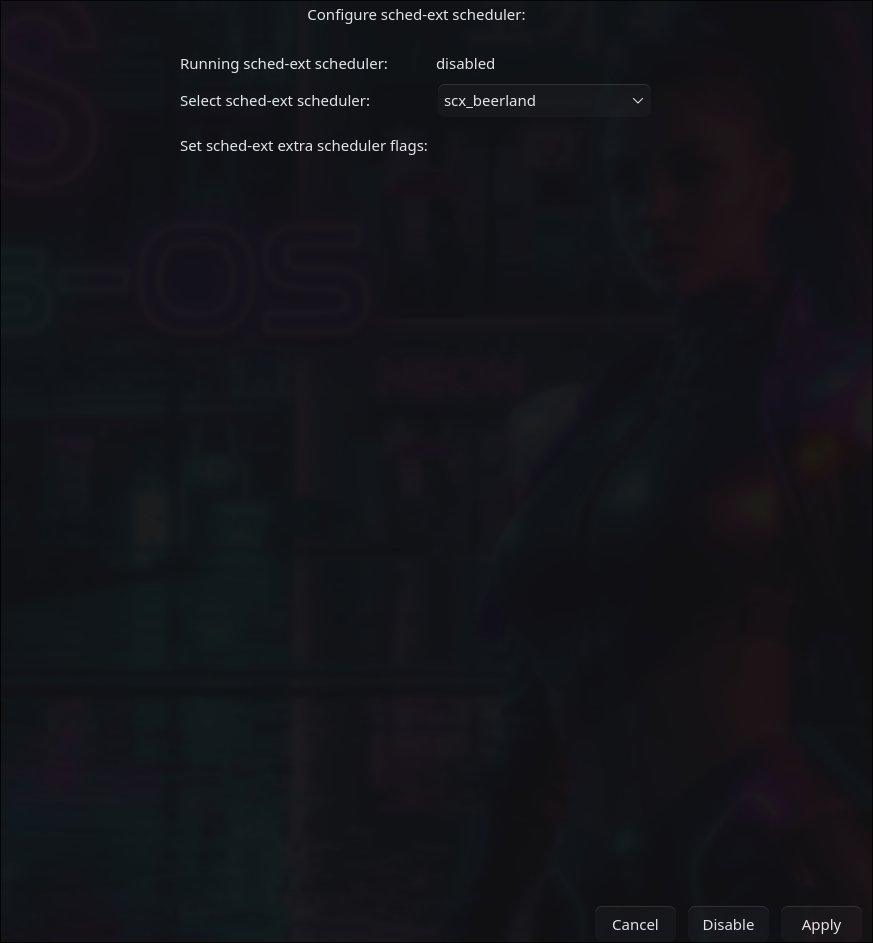 Configure sched-ext scheduler:
Running sched-ext scheduler: disabled
Select sched-ext scheduler: scx_beerland
Set sched-ext extra scheduler flags:
S
s-OS
Cancel Disable Apply